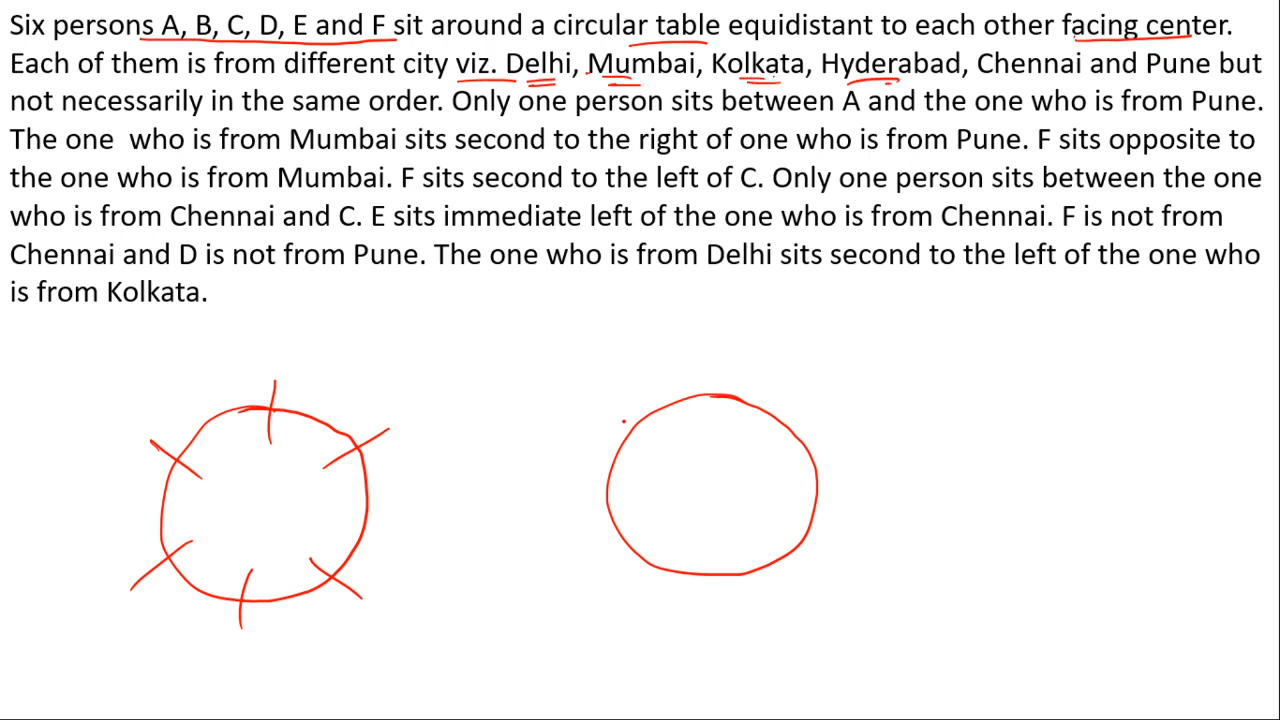 Six persons A, B, C, D, E and F sit around a circular table equidistant to each other facing center.
Each of them is from different city viz. Delhi, Mumbai, Kolkata, Hyderabad, Chennai and Pune but
not necessarily in the same order. Only one person sits between A and the one who is from Pune.
The one who is from Mumbai sits second to the right of one who is from Pune. F sits opposite to
the one who is from Mumbai. F sits second to the left of C. Only one person sits between the one
who is from Chennai and C. E sits immediate left of the one who is from Chennai. F is not from
Chennai and D is not from Pune. The one who is from Delhi sits second to the left of the one who
is from Kolkata.